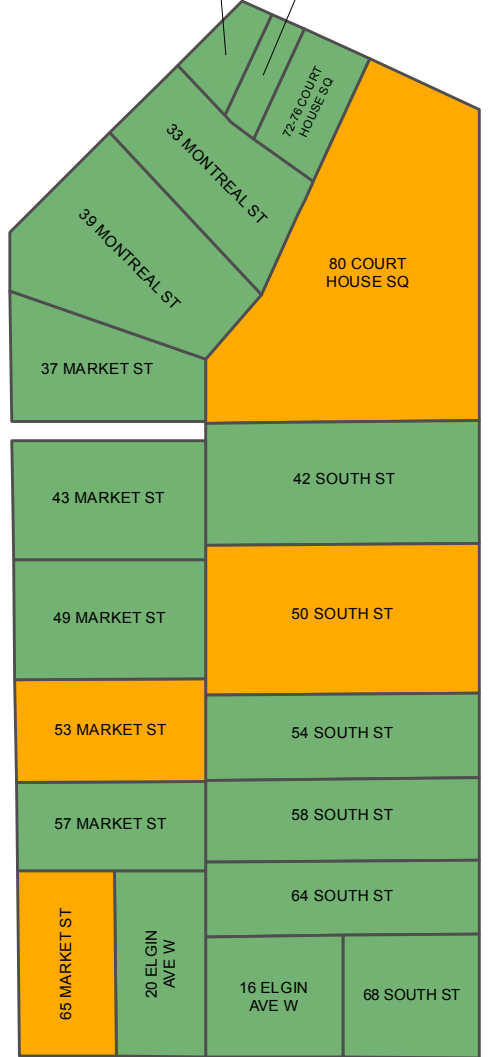 72-76 COURT
HOUSE SQ
33 MONTREAL ST
39 MONTREAL ST
80 COURT
HOUSE SQ
37 MARKET ST
42 SOUTH ST
43 MARKET ST
50 SOUTH ST
49 MARKET ST
53 MARKET ST
54 SOUTH ST
57 MARKET ST
58 SOUTH ST
64 SOUTH ST
65 MARKET ST
20 ELGIN
AVE W
16 ELGIN
AVE W
68 SOUTH ST